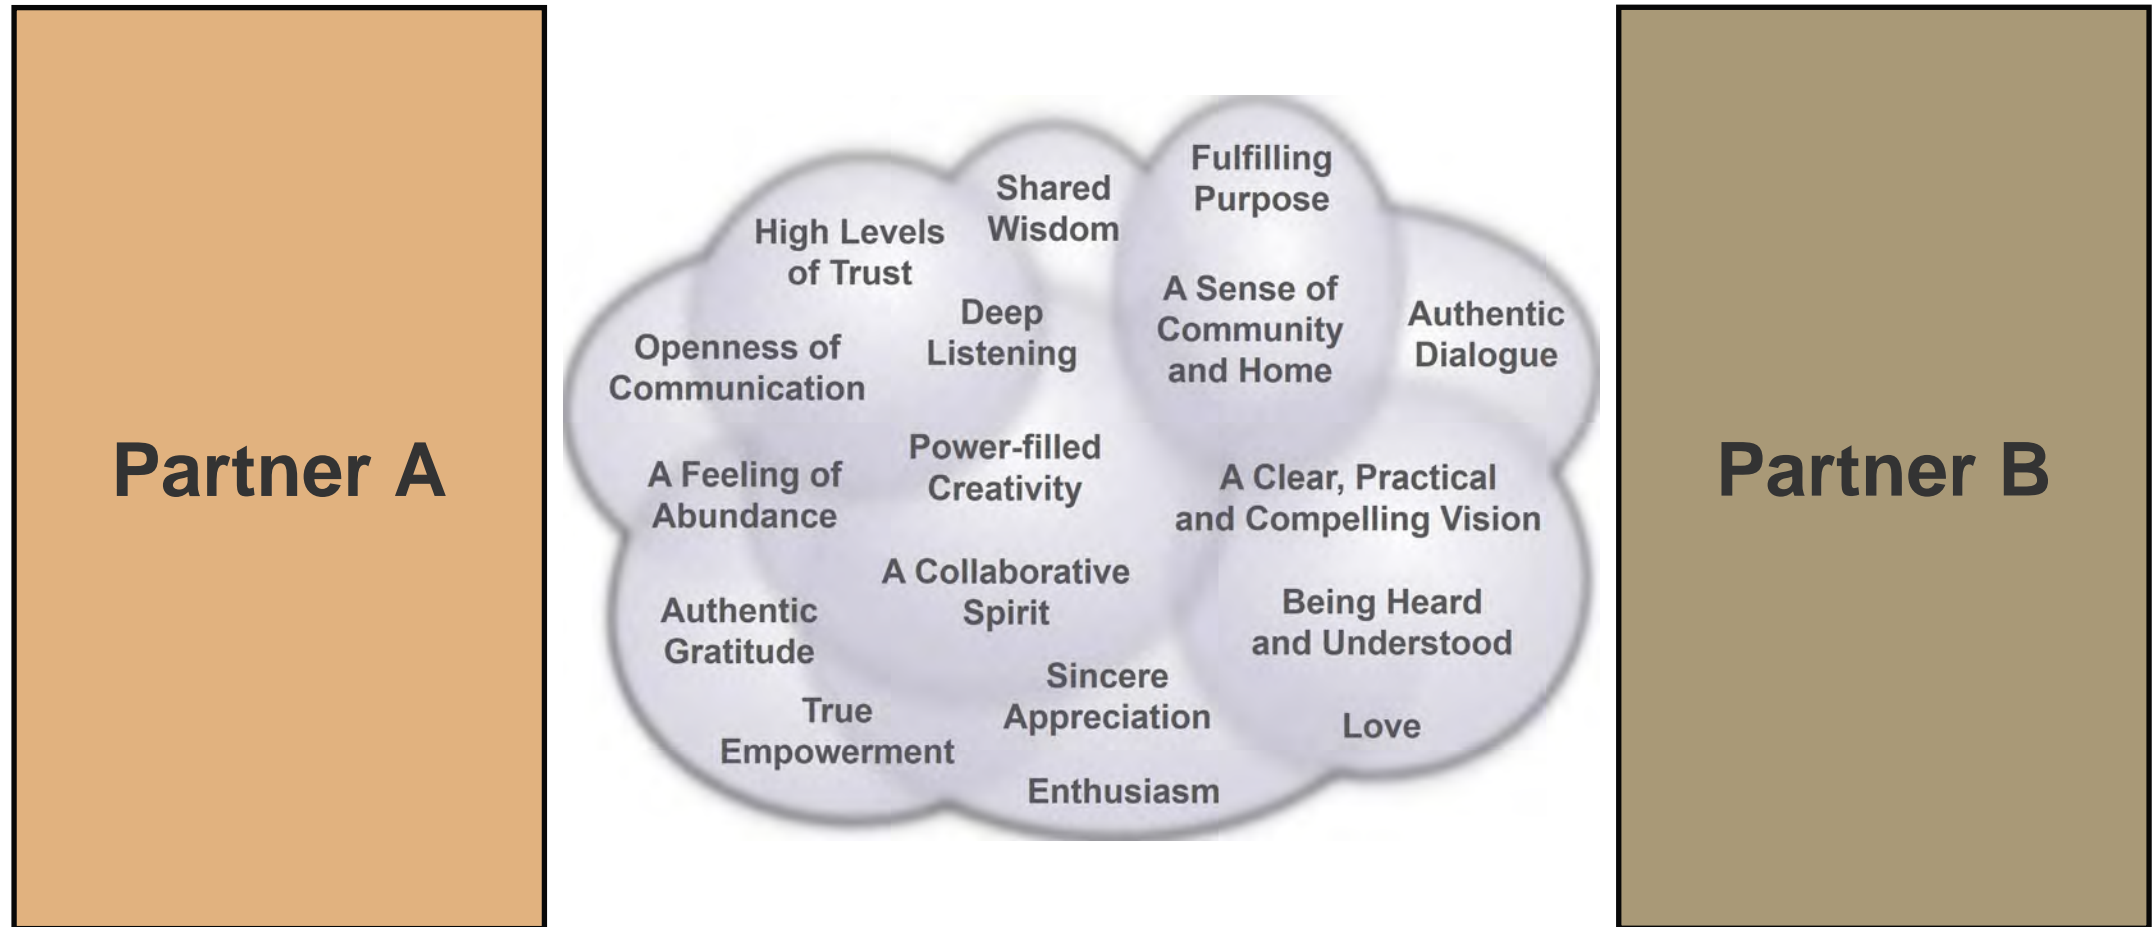 Partner A
Fulfilling
Purpose
Shared
Wisdom
High Levels
of Trust
A Sense of
Community
and Home
Authentic
Dialogue
Deep
Listening
Openness of
Communication
Power-filled
Creativity
A Feeling of
Abundance
A Clear, Practical
and Compelling Vision
A Collaborative
Spirit
Being Heard
and Understood
Authentic
Gratitude
Sincere
Appreciation
True
Empowerment
Love
Enthusiasm
Partner B